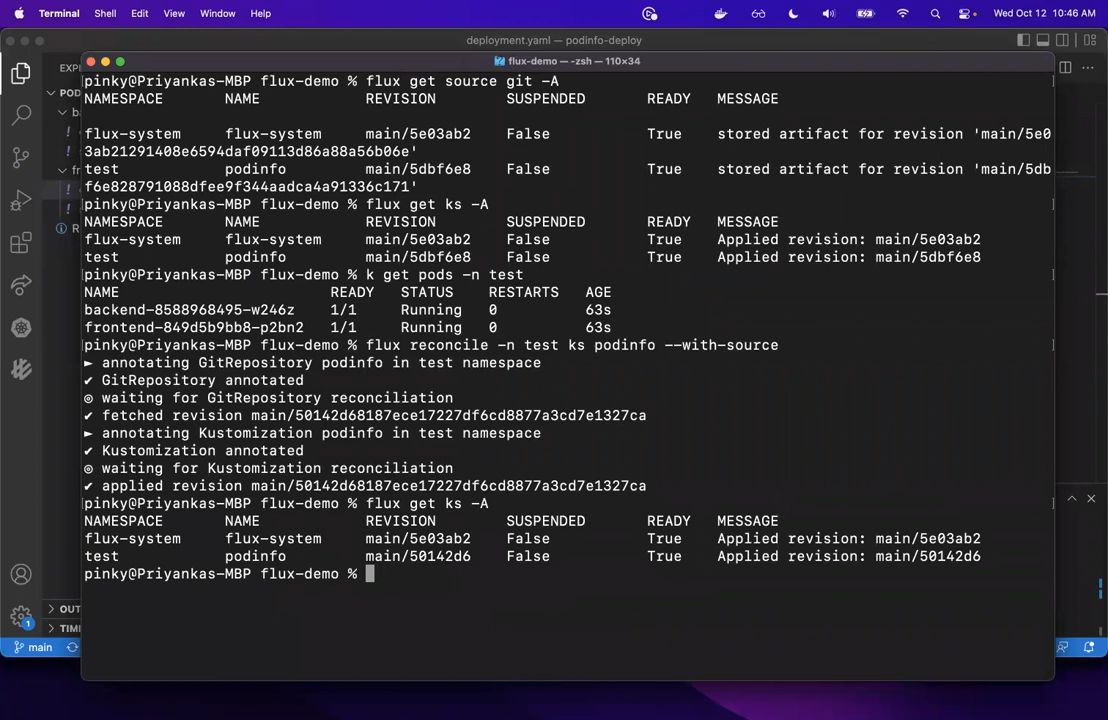 Terminal Shell Edit View Window Help Wed Oct 12 10:46 AM
deployment.yaml — podinfo-deploy
flux-demo — -zsh — 110×34
pinky@Priyankas-MBP flux-demo % flux get source git -A
NAMESPACE NAME REVISION SUSPENDED READY MESSAGE
flux-system flux-system main/5e03ab2 False True stored artifact for revision 'main/5e0
3ab21291408e6594daf09113d86a88a56b06e'
test podinfo main/5dbf6e8 False True stored artifact for revision 'main/5db
f6e828791088dfee9f344aadca4a91336c171'
pinky@Priyankas-MBP flux-demo % flux get ks -A
NAMESPACE NAME REVISION SUSPENDED READY MESSAGE
flux-system flux-system main/5e03ab2 False True Applied revision: main/5e03ab2
test podinfo main/5dbf6e8 False True Applied revision: main/5dbf6e8
pinky@Priyankas-MBP flux-demo % k get pods -n test
NAME READY STATUS RESTARTS AGE
backend-8588968495-w246z 1/1 Running 0 63s
frontend-849d5b9bb8-p2bn2 1/1 Running 0 63s
pinky@Priyankas-MBP flux-demo % flux reconcile -n test ks podinfo --with-source
► annotating GitRepository podinfo in test namespace
✔ GitRepository annotated
◎ waiting for GitRepository reconciliation
✔ fetched revision main/50142d68187ece17227df6cd8877a3cd7e1327ca
► annotating Kustomization podinfo in test namespace
✔ Kustomization annotated
◎ waiting for Kustomization reconciliation
✔ applied revision main/50142d68187ece17227df6cd8877a3cd7e1327ca
pinky@Priyankas-MBP flux-demo % flux get ks -A
NAMESPACE NAME REVISION SUSPENDED READY MESSAGE
flux-system flux-system main/5e03ab2 False True Applied revision: main/5e03ab2
test podinfo main/50142d6 False True Applied revision: main/50142d6
pinky@Priyankas-MBP flux-demo %
EXP
POD
ba
fr
R
OUT
TIM
1
main